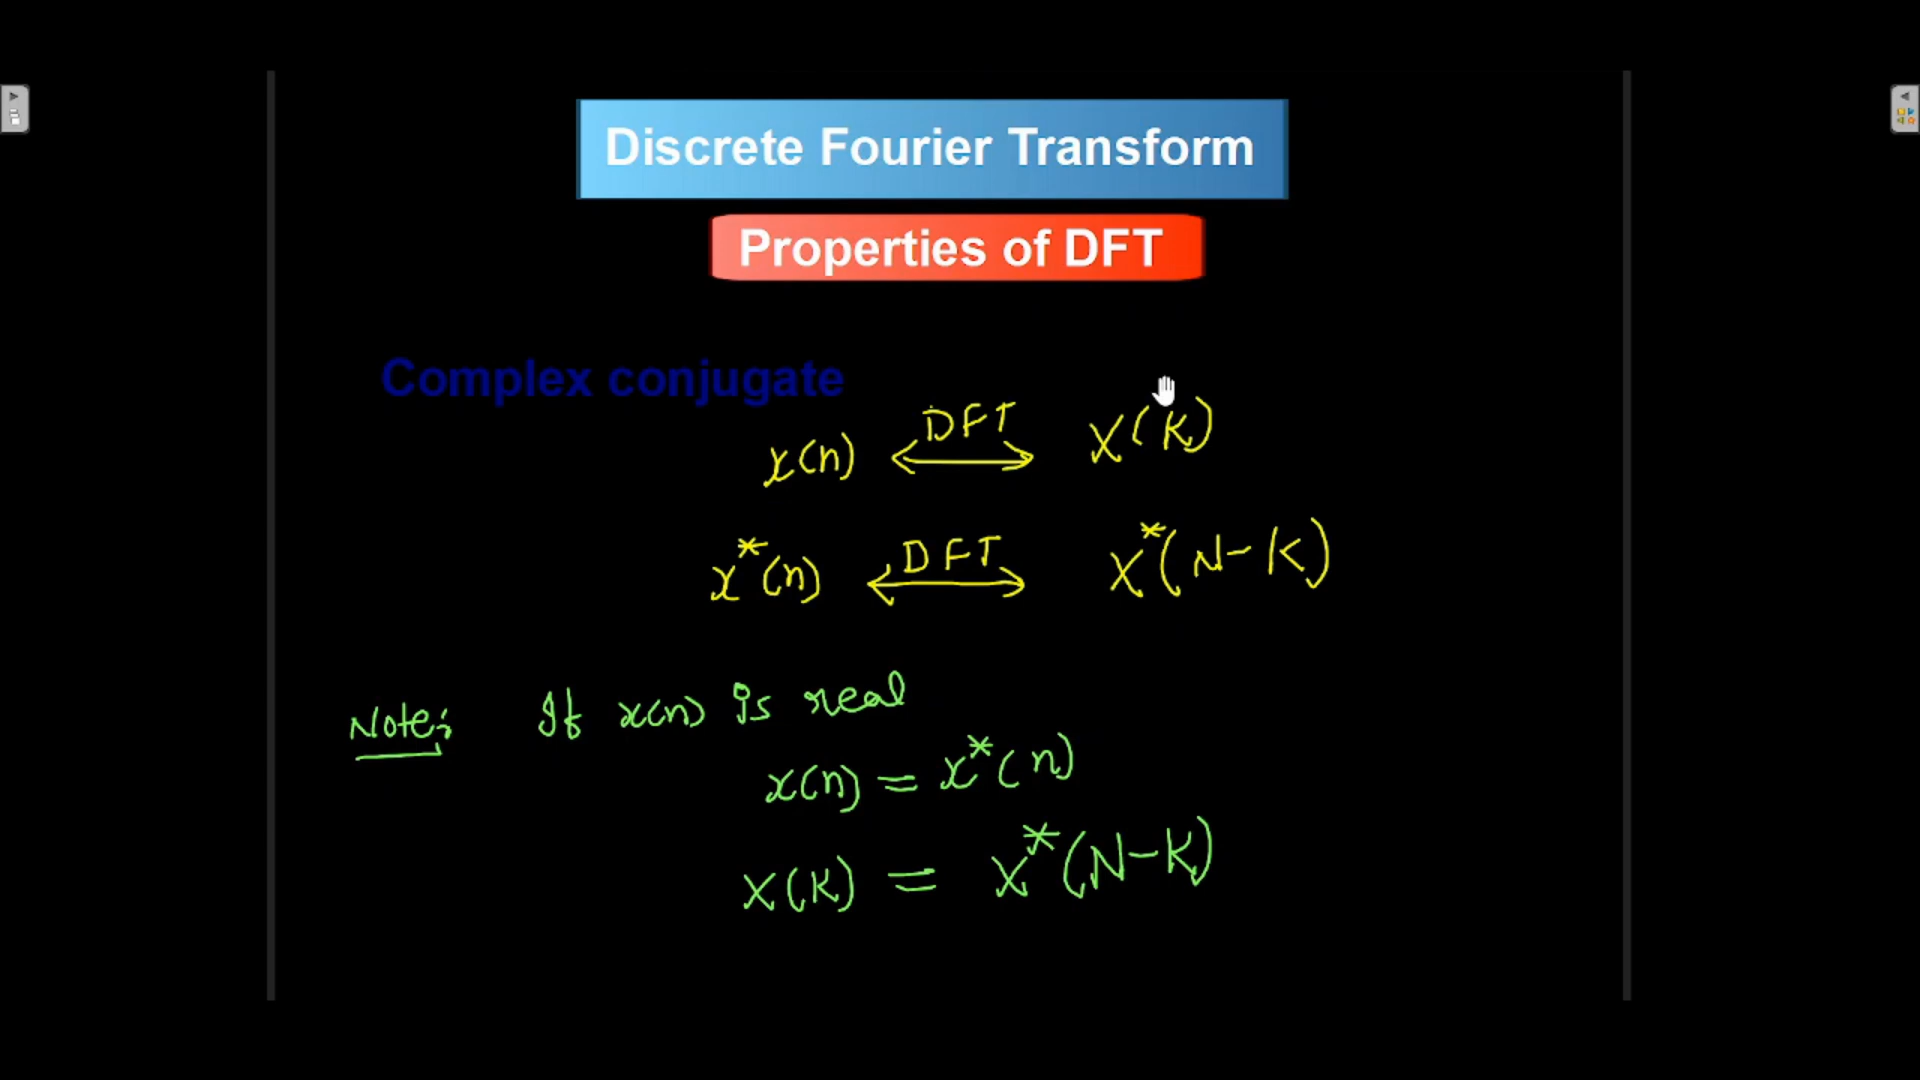 Discrete Fourier Transform
Properties of DFT
Complex conjugate
x(n) ⟷ DFT X(K)
x*(n) ⟷ DFT X*(N-K)
Note: If x(n) is real
x(n) = x*(n)
X(K) = X*(N-K)